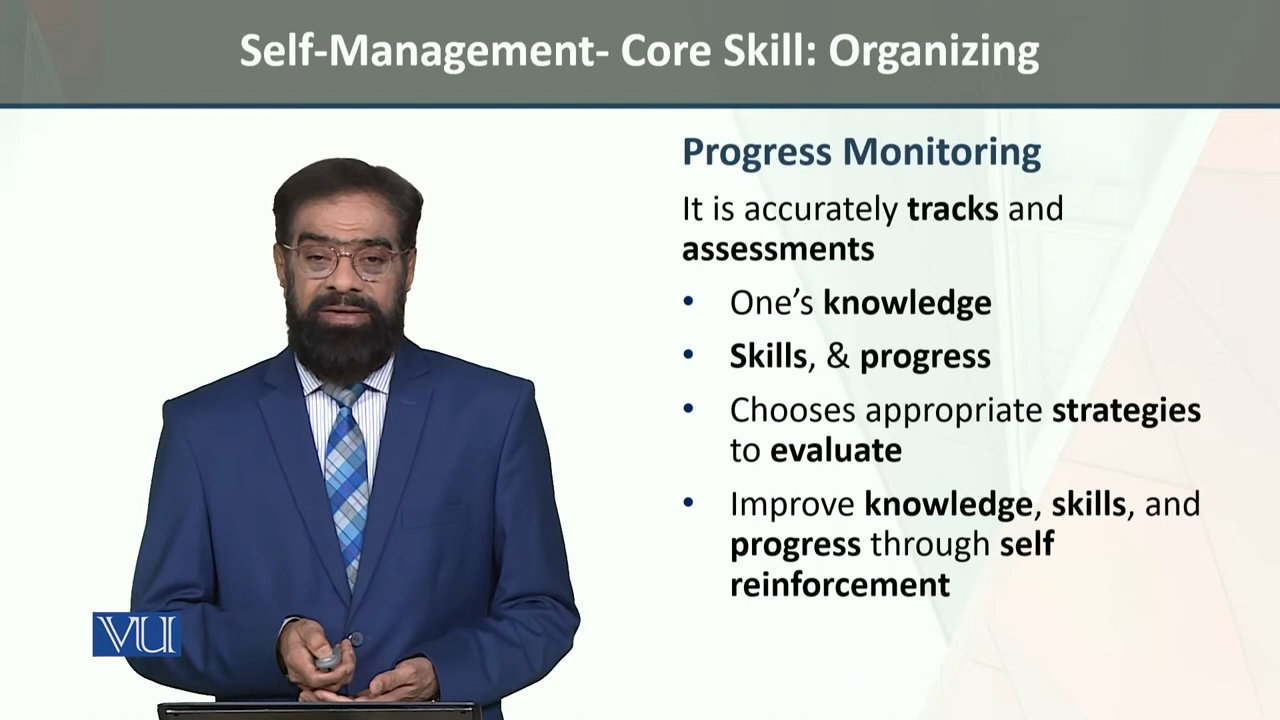 Self-Management- Core Skill: Organizing
Progress Monitoring
It is accurately tracks and
assessments
• One’s knowledge
• Skills, & progress
• Chooses appropriate strategies
to evaluate
• Improve knowledge, skills, and
progress through self
reinforcement
VU